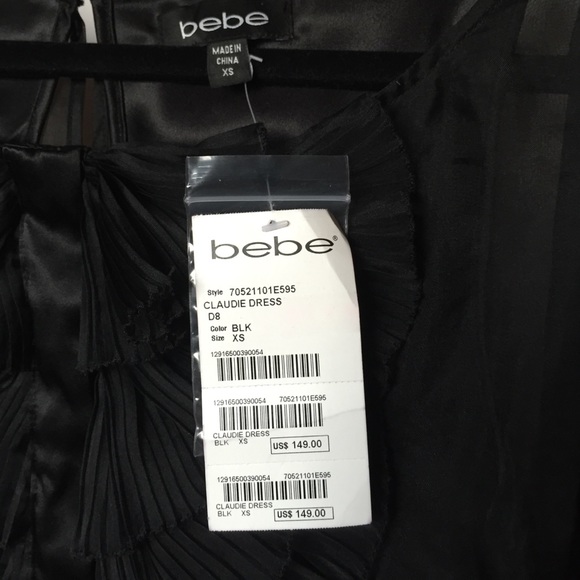 bebe
MADE IN
CHINA
XS
bebe®
Style 70521101E595
CLAUDIE DRESS
D8
Color BLK
Size XS
12916500390054
12916500390054 70521101E595
CLAUDIE DRESS
BLK XS US$ 149.00
12916500390054 70521101E595
CLAUDIE DRESS
BLK XS US$ 149.00